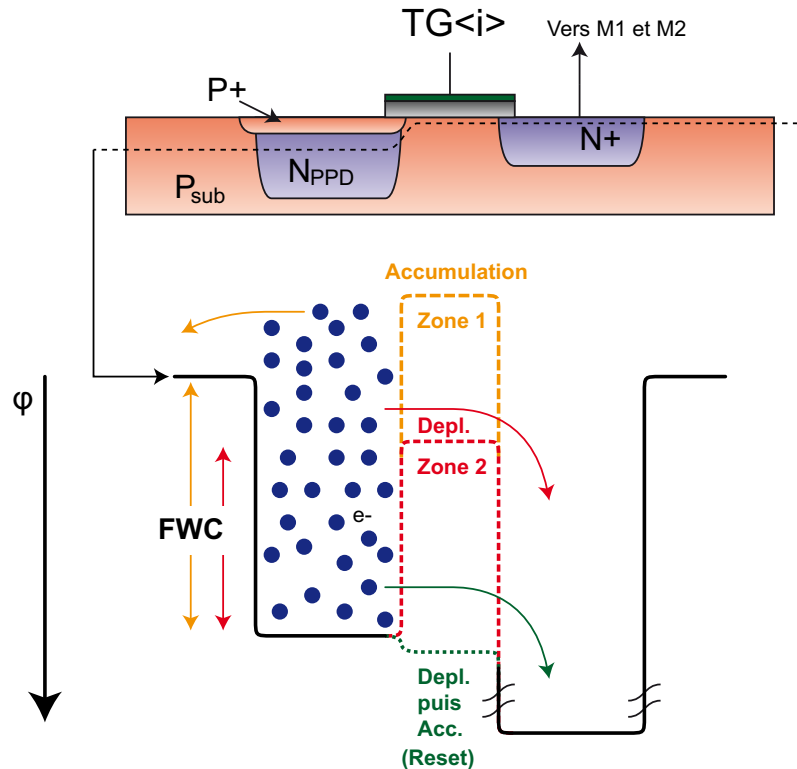 TG<i>
Vers M1 et M2
P+
N+
NPPD
Psub
Accumulation
Zone 1
φ
Depl.
Zone 2
e-
FWC
Depl.
puis
Acc.
(Reset)